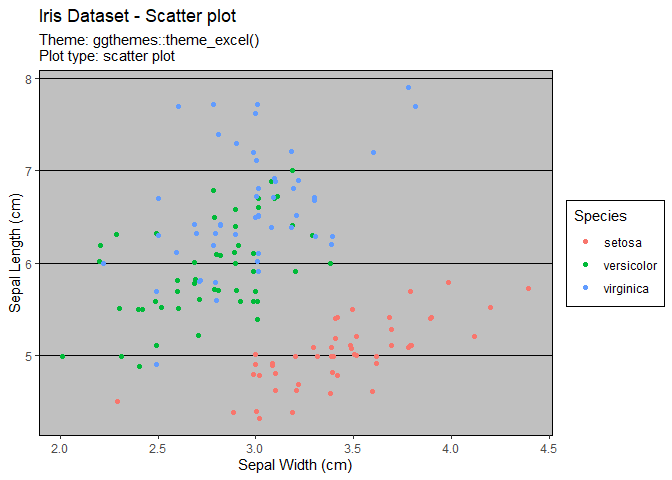 Iris Dataset - Scatter plot
Theme: ggthemes::theme_excel()
Plot type: scatter plot
8
7
6
5
Sepal Length (cm)
2.0 2.5 3.0 3.5 4.0 4.5
Sepal Width (cm)
Species
setosa
versicolor
virginica